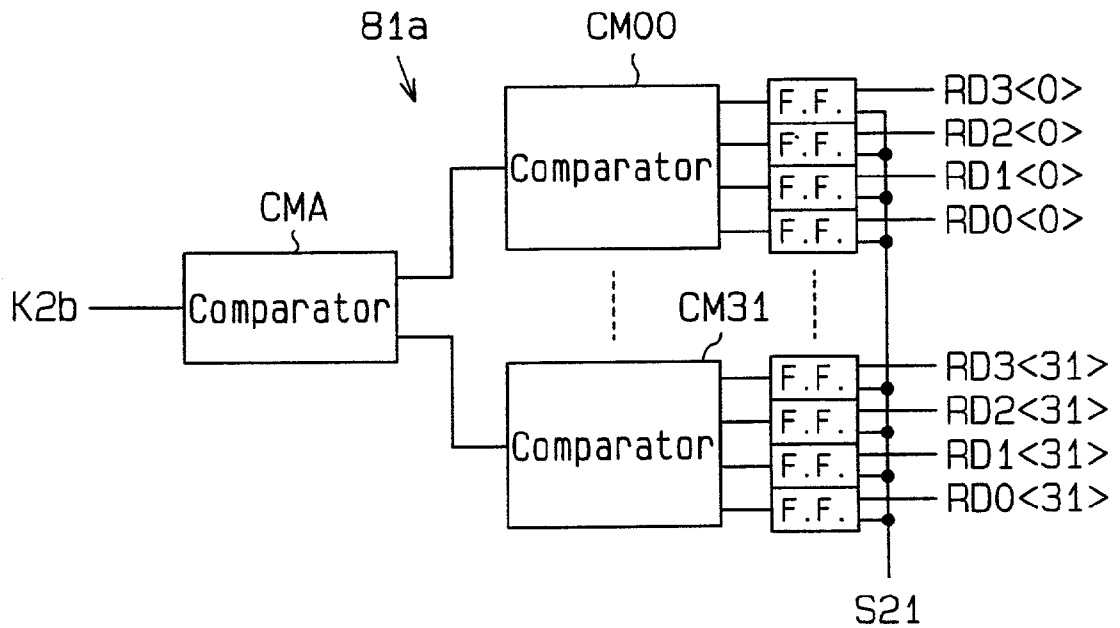 81a
CM00
F.F.
RD3<0>
F.F.
RD2<0>
Comparator
F.F.
RD1<0>
F.F.
RD0<0>
CMA
K2b
Comparator
CM31
F.F.
RD3<31>
F.F.
RD2<31>
Comparator
F.F.
RD1<31>
F.F.
RD0<31>
S21